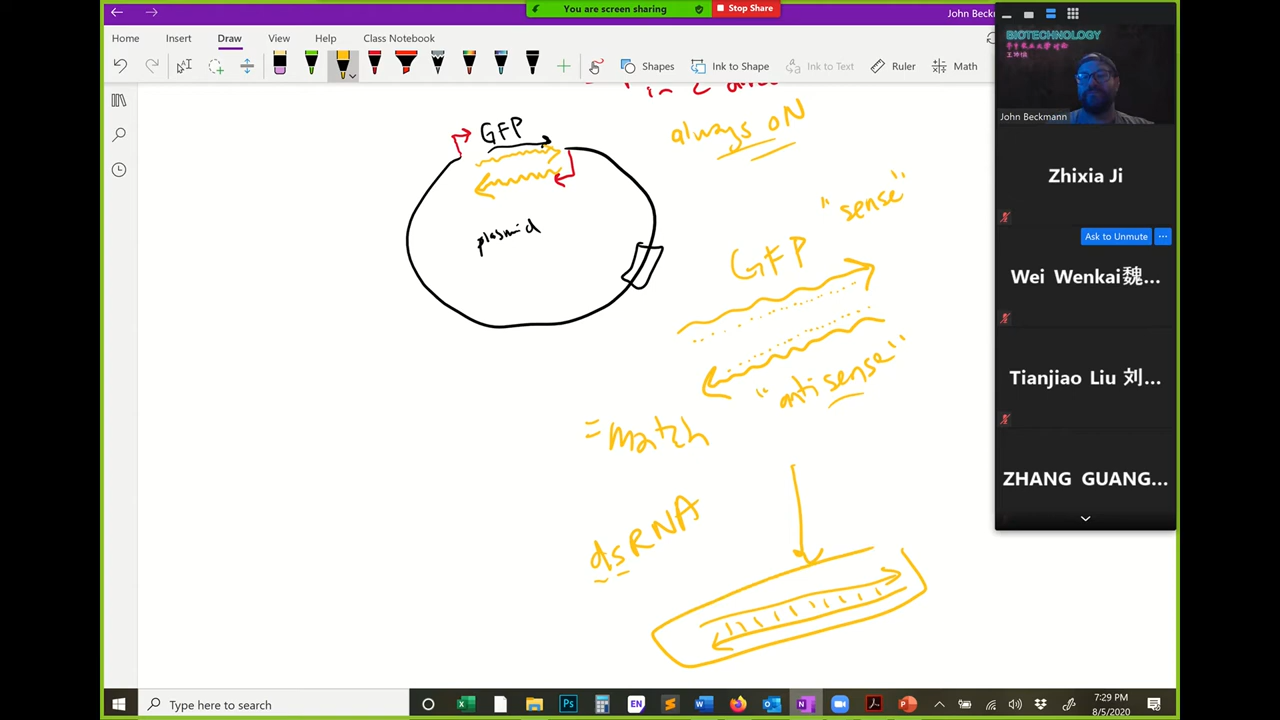 You are screen sharing
Stop Share
John Beckm
Home Insert Draw View Help Class Notebook
Shapes Ink to Shape Ink to Text Ruler Math
always ON
GFP
plasmid
"sense"
GFP
"antisense"
= match
dsRNA
BIOTECHNOLOGY
John Beckmann
Zhixia Ji
Ask to Unmute ...
Wei Wenkai魏...
Tianjiao Liu 刘...
ZHANG GUANG...
Type here to search
EN
7:29 PM
8/5/2020